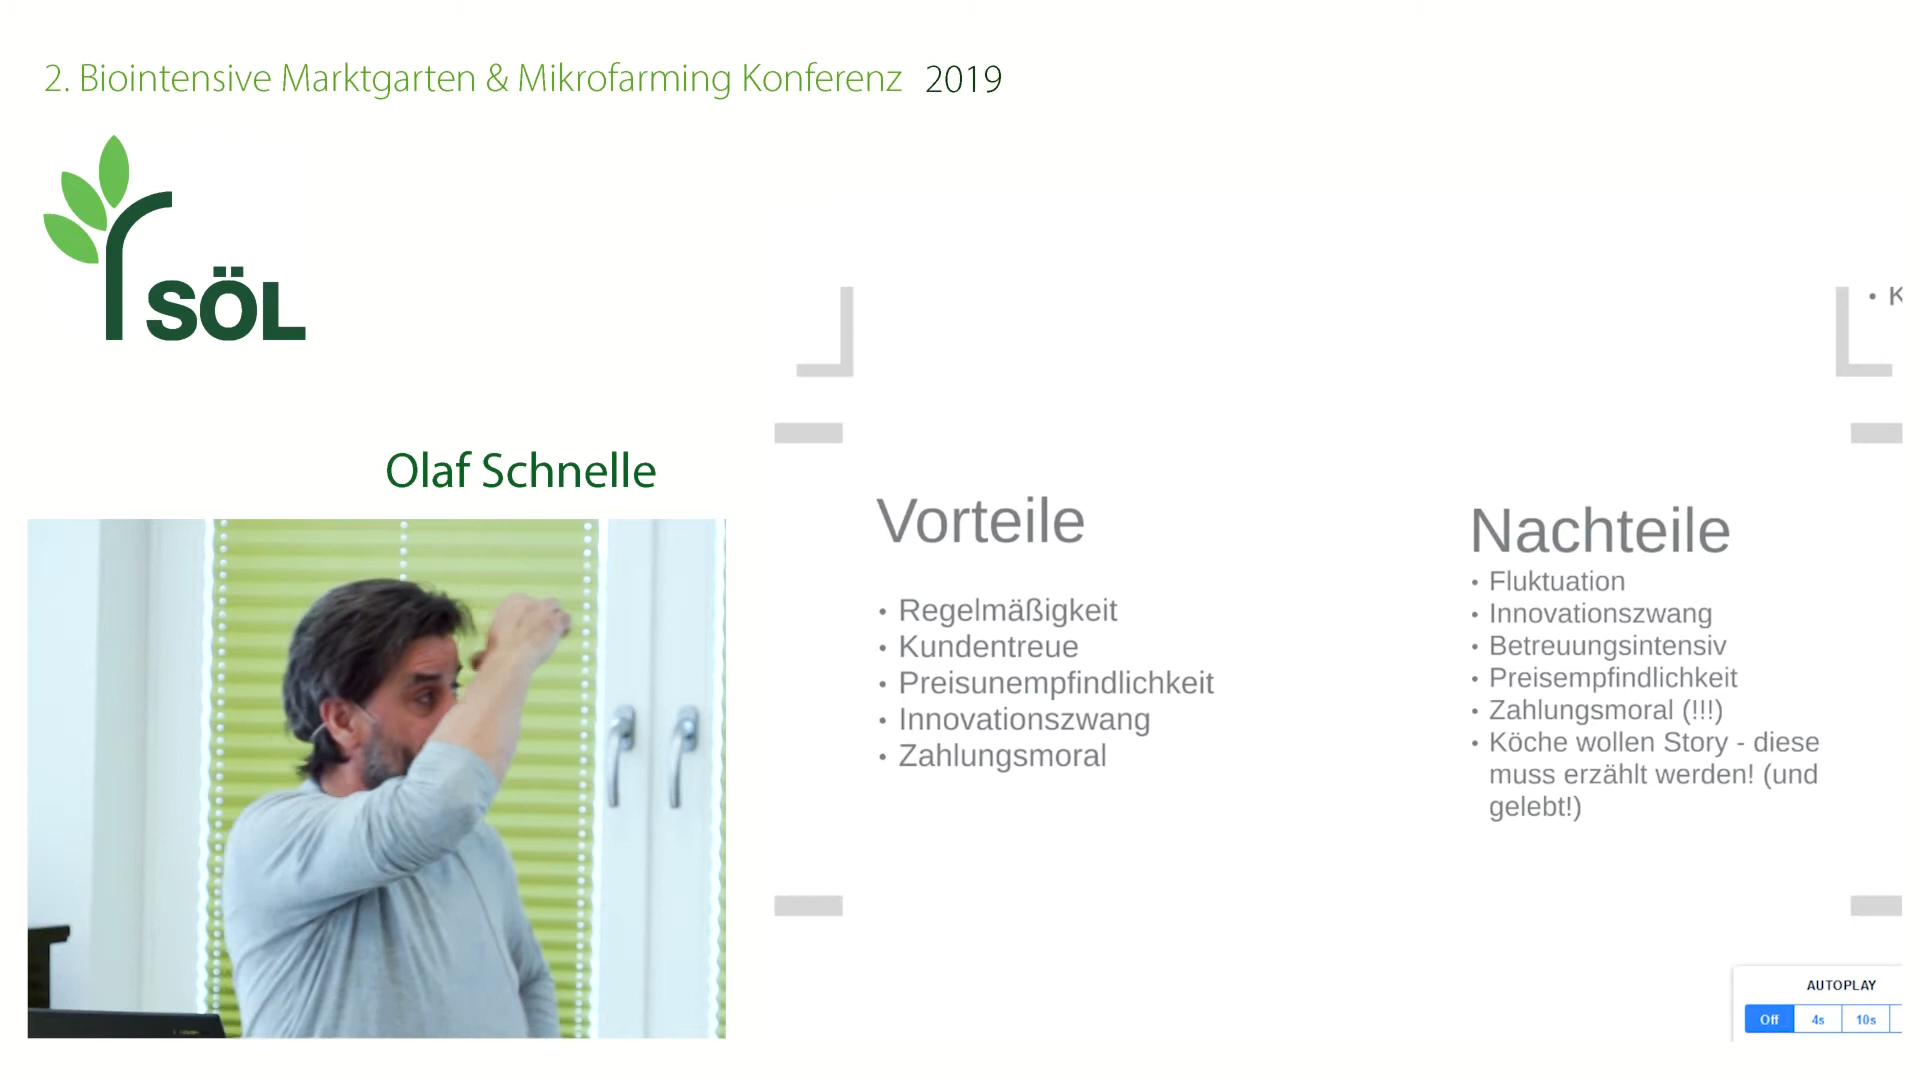 2. Biointensive Marktgarten & Mikrofarming Konferenz 2019
SÖL
Olaf Schnelle
• K
Vorteile
• Regelmäßigkeit
• Kundentreue
• Preisunempfindlichkeit
• Innovationszwang
• Zahlungsmoral
Nachteile
• Fluktuation
• Innovationszwang
• Betreuungsintensiv
• Preisempfindlichkeit
• Zahlungsmoral (!!!)
• Köche wollen Story - diese
muss erzählt werden! (und
gelebt!)
AUTOPLAY
Off 4s 10s